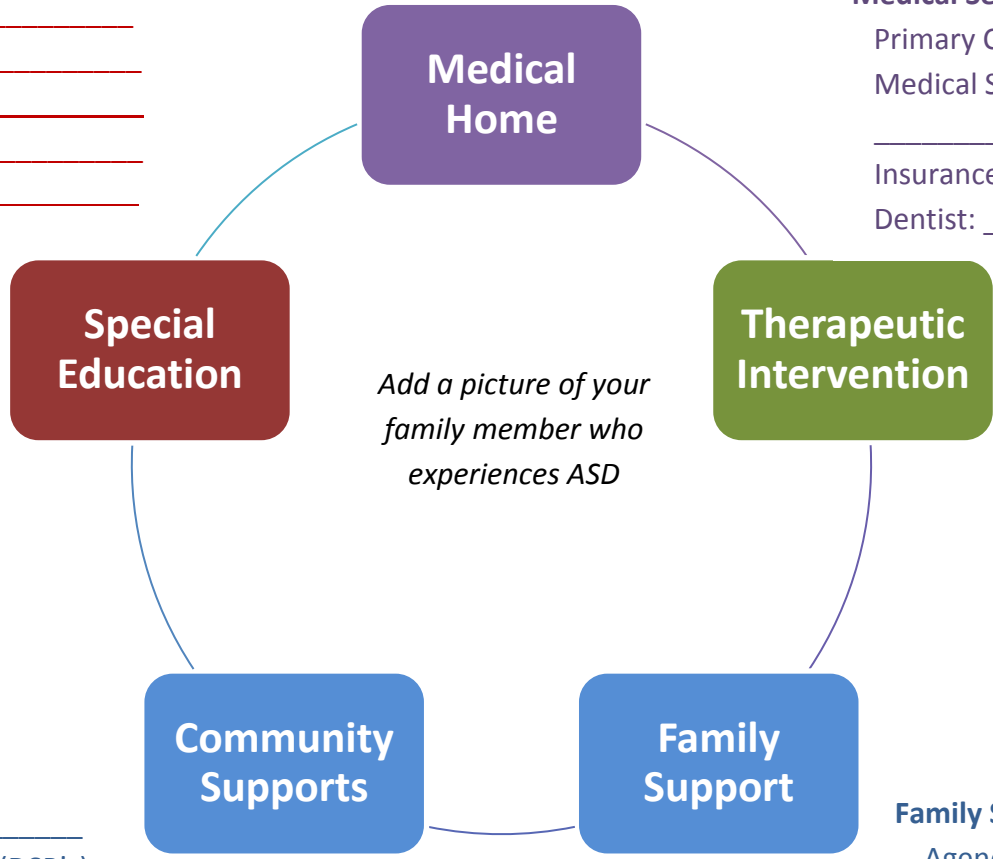 Medical
Home
Primary
Medical
Insurance
Dentist: _
Special
Education
Therapeutic
Intervention
Add a picture of your
family member who
experiences ASD
Community
Supports
Family
Support
Family